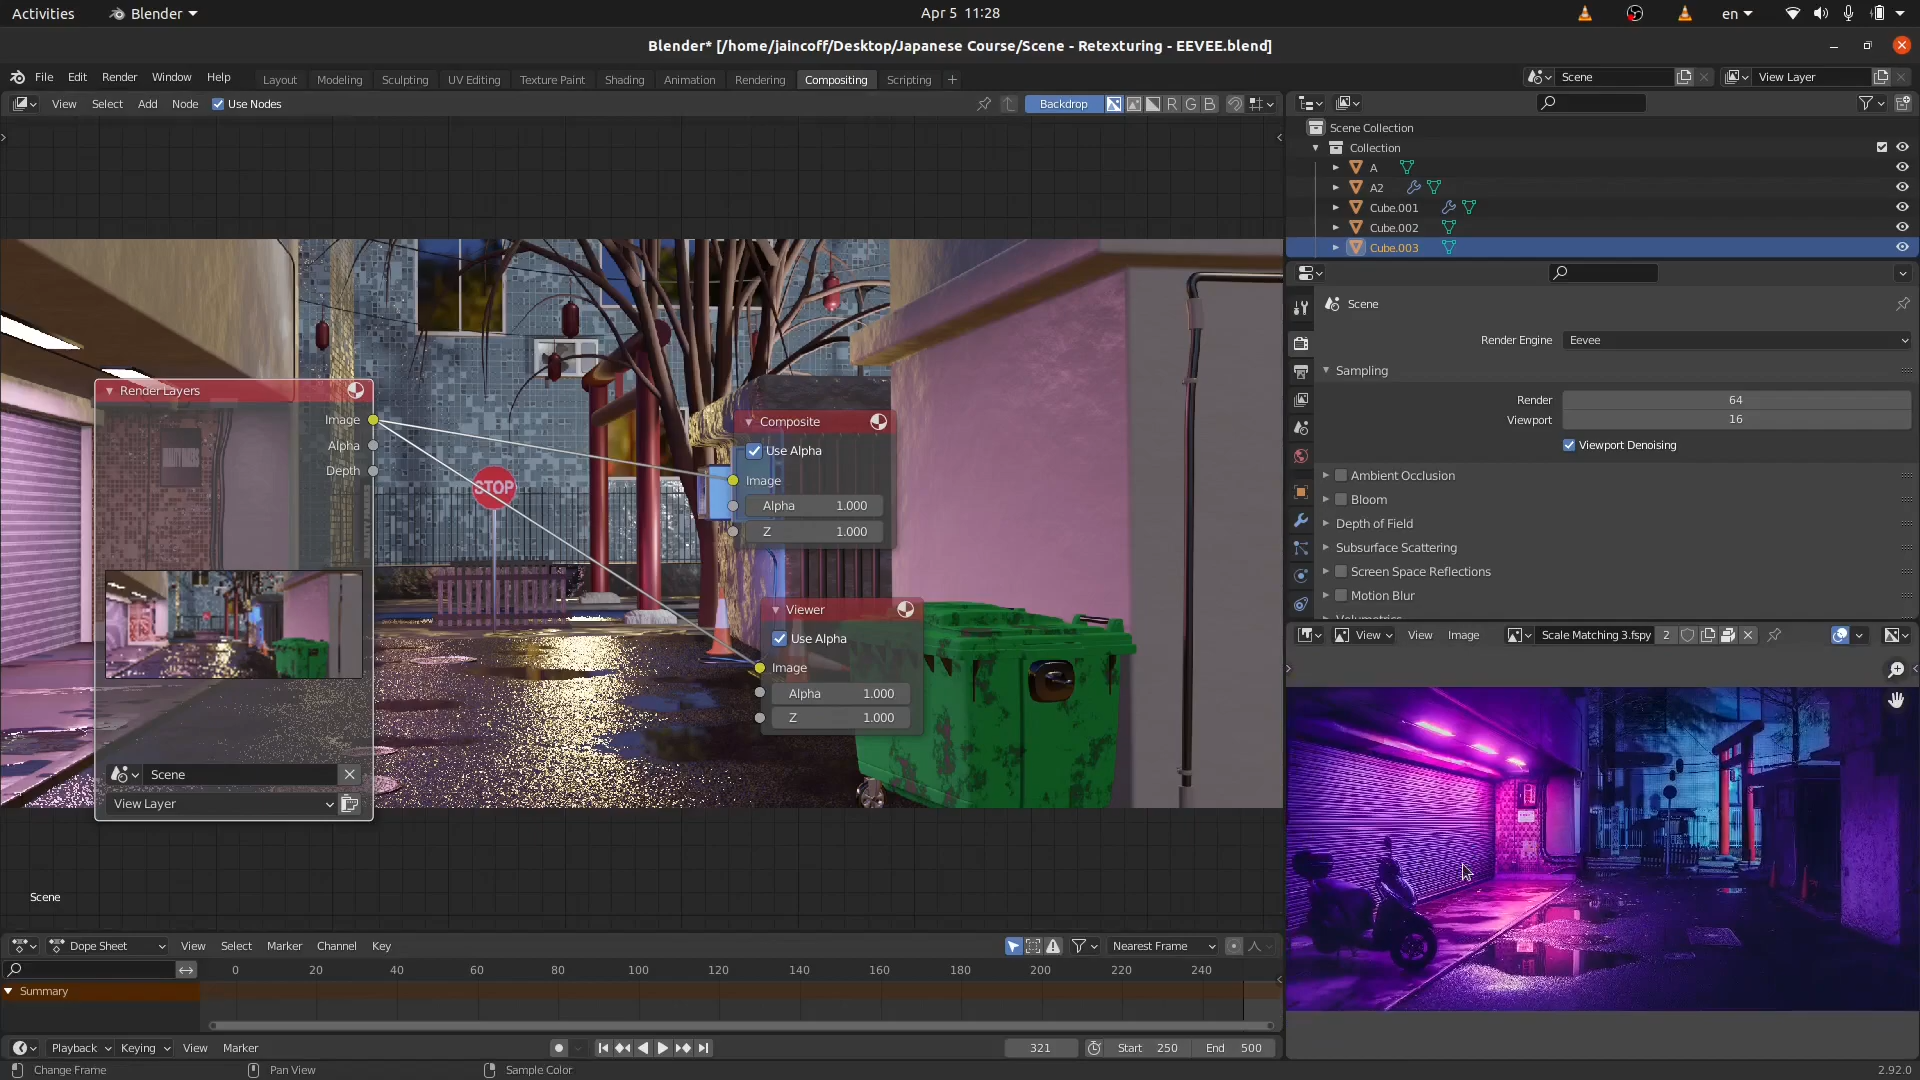 Activities
Blender
Apr 5 11:28
en
Blender* [/home/jaincoff/Desktop/Japanese Course/Scene - Retexturing - EEVEE.blend]
File Edit Render Window Help
Layout Modeling Sculpting UV Editing Texture Paint Shading Animation Rendering Compositing Scripting
Scene
View Layer
View Select Add Node Use Nodes
Backdrop
R G B
Scene Collection
Collection
A
A2
Cube.001
Cube.002
Cube.003
Scene
Render Engine Eevee
Sampling
Render 64
Viewport 16
Viewport Denoising
Ambient Occlusion
Bloom
Depth of Field
Subsurface Scattering
Screen Space Reflections
Motion Blur
Volumetrics
View View Image Scale Matching 3.fspy 2
Render Layers
Image
Alpha
Depth
Scene
View Layer
STOP
Composite
Use Alpha
Image
Alpha 1.000
Z 1.000
Viewer
Use Alpha
Image
Alpha 1.000
Z 1.000
Scene
Dope Sheet View Select Marker Channel Key
Nearest Frame
0 20 40 60 80 100 120 140 160 180 200 220 240
Summary
Playback Keying View Marker
321
Start 250
End 500
Change Frame
Pan View
Sample Color
2.92.0